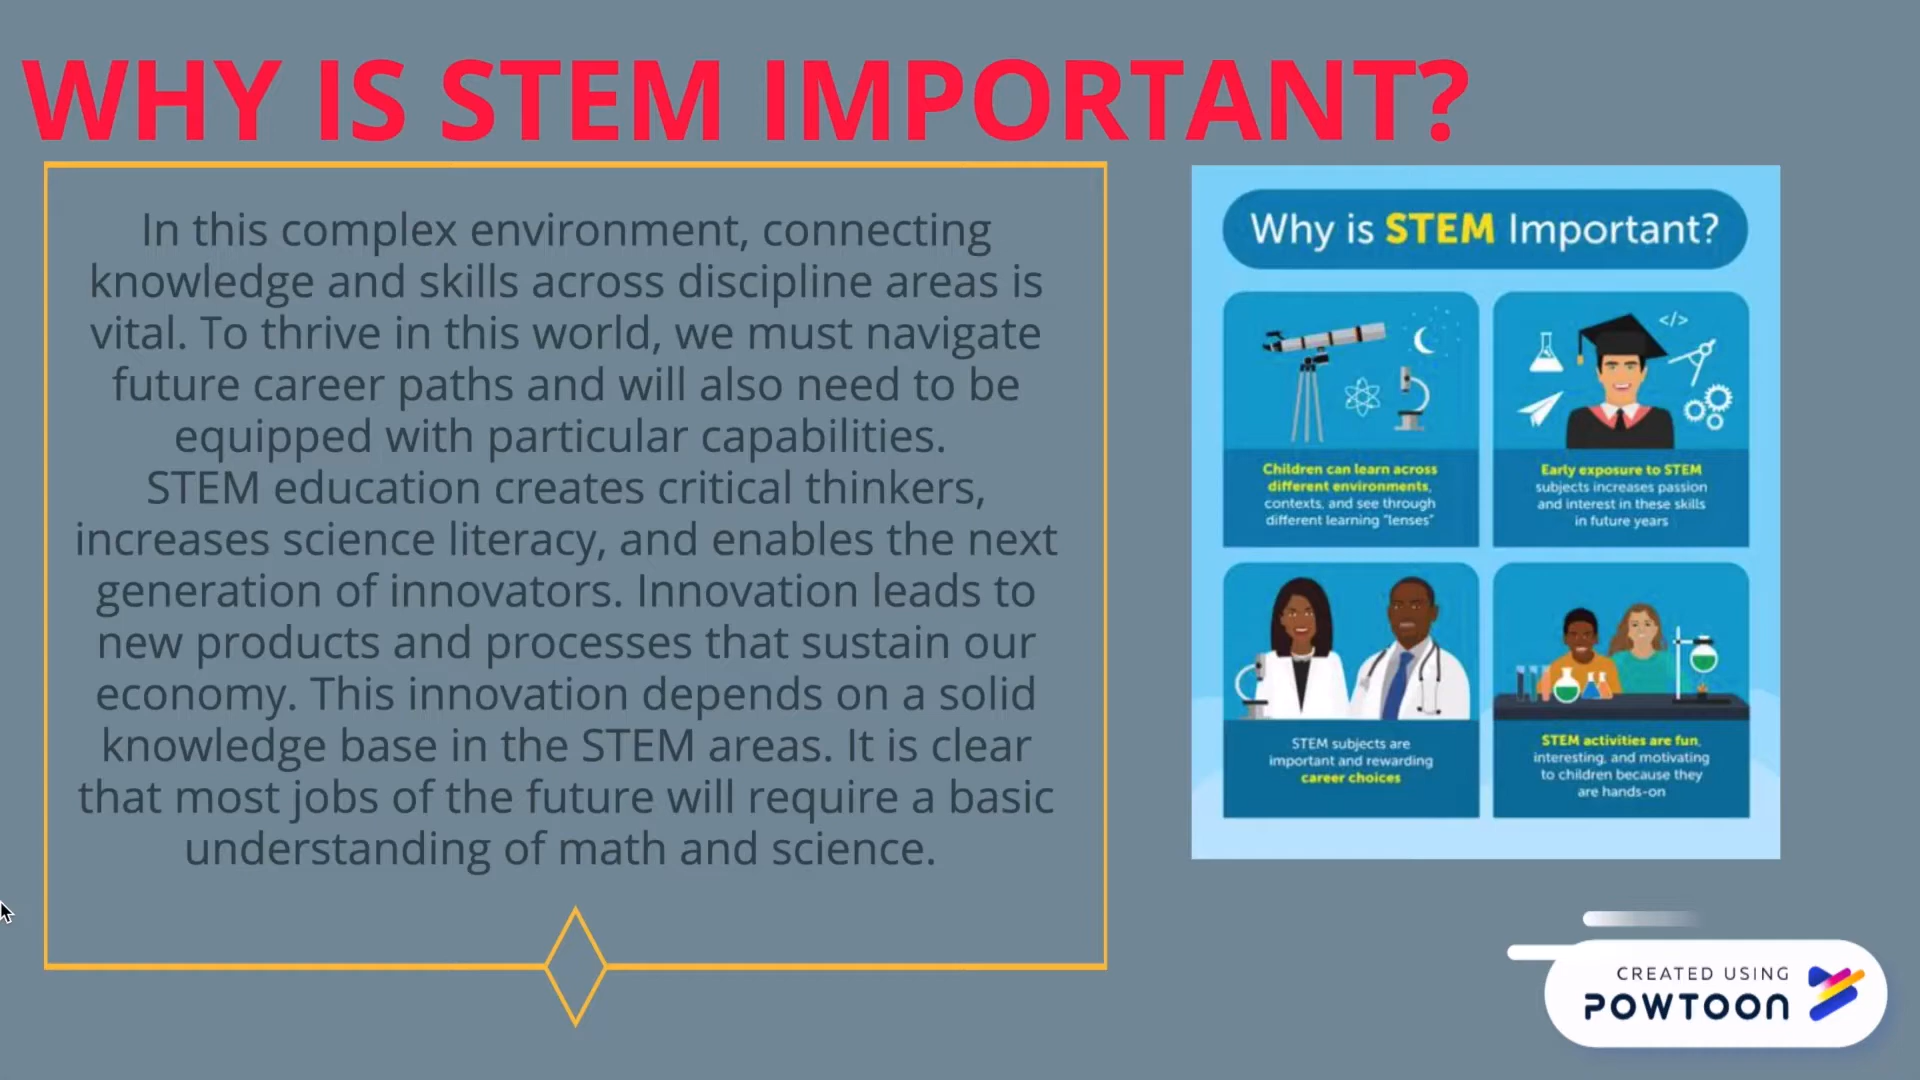 WHY IS STEM IMPORTANT?
In this complex environment, connecting
knowledge and skills across discipline areas is
vital. To thrive in this world, we must navigate
future career paths and will also need to be
equipped with particular capabilities.
STEM education creates critical thinkers,
increases science literacy, and enables the next
generation of innovators. Innovation leads to
new products and processes that sustain our
economy. This innovation depends on a solid
knowledge base in the STEM areas. It is clear
that most jobs of the future will require a basic
understanding of math and science.
Why is STEM Important?
Children can learn across
different environments,
contexts, and see through
different learning "lenses"
</>
Early exposure to STEM
subjects increases passion
and interest in these skills
in future years
STEM subjects are
important and rewarding
career choices
STEM activities are fun,
interesting, and motivating
to children because they
are hands-on
CREATED USING
POWTOON